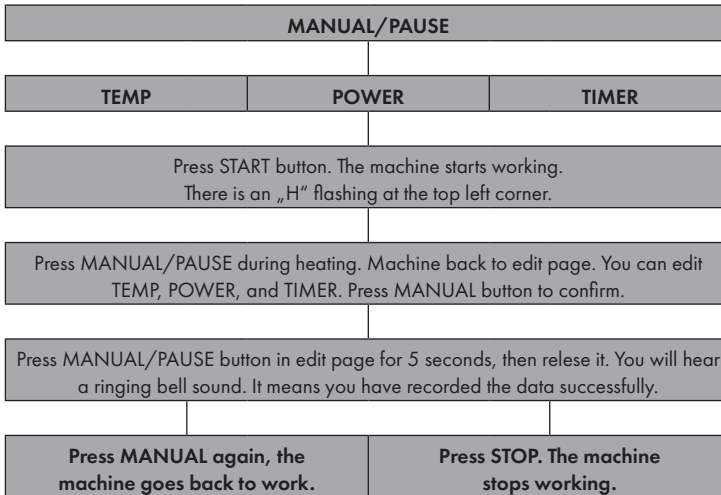 MANUAL/PAUSE
TEMP POWER TIMER
Press START button. The machine starts working.
There is an „H“ flashing at the top left corner.
Press MANUAL/PAUSE during heating. Machine back to edit page. You can edit
TEMP, POWER, and TIMER. Press MANUAL button to confirm.
Press MANUAL/PAUSE button in edit page for 5 seconds, then relese it. You will hear
a ringing bell sound. It means you have recorded the data successfully.
Press MANUAL again, the
machine goes back to work.
Press STOP. The machine
stops working.